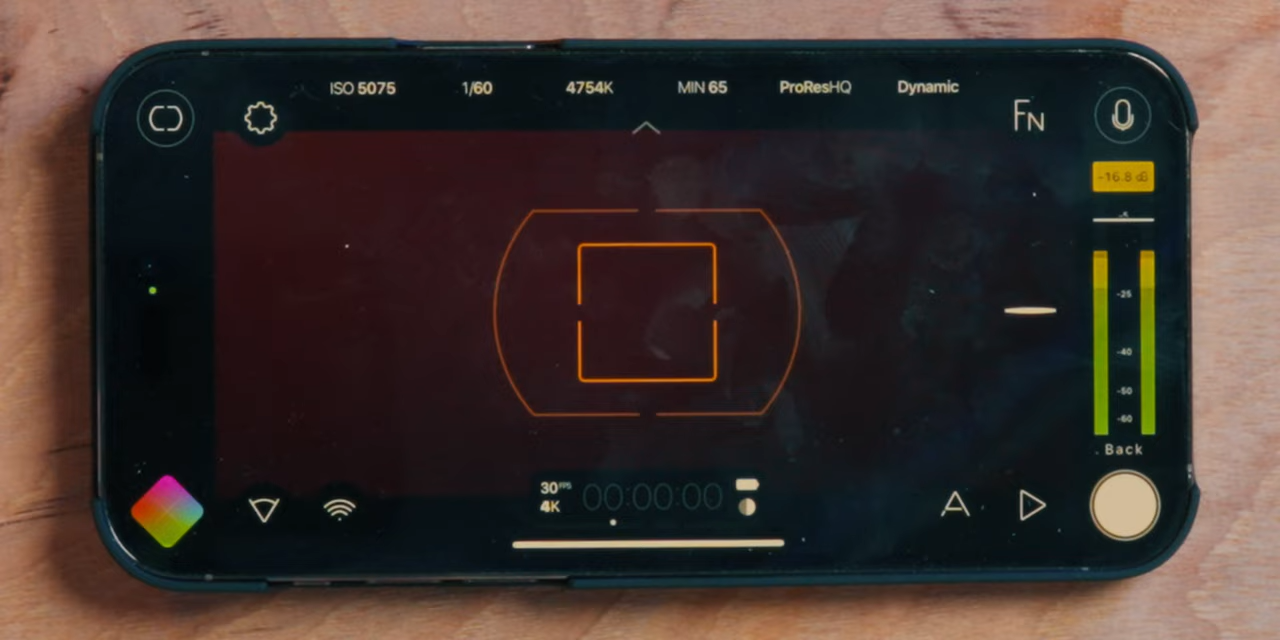 ISO 5075 1/60 4754K MIN 65 ProResHQ Dynamic
FN
-16.8 dB
-25
-40
-50
-60
Back
30FPS 00:00:00
4K
A